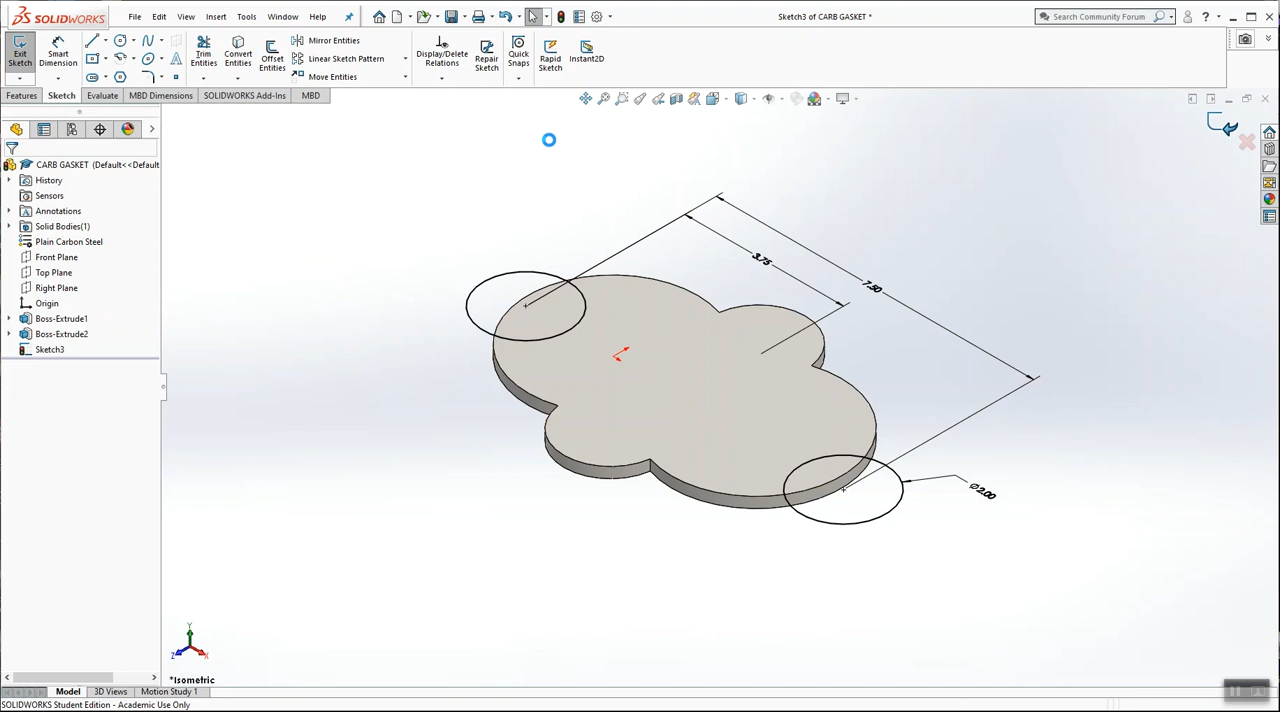 SOLIDWORKS File Edit View Insert Tools Window Help Sketch3 of CARB GASKET * Search Community Forum
Exit Sketch Smart Dimension Trim Entities Convert Entities Offset Entities Mirror Entities Linear Sketch Pattern Move Entities Display/Delete Relations Repair Sketch Quick Snaps Rapid Sketch Instant2D
Features Sketch Evaluate MBD Dimensions SOLIDWORKS Add-Ins MBD
CARB GASKET (Default<<Default
History
Sensors
Annotations
Solid Bodies(1)
Plain Carbon Steel
Front Plane
Top Plane
Right Plane
Origin
Boss-Extrude1
Boss-Extrude2
Sketch3
3.75
7.50
∅2.00
Y
Z X
*Isometric
Model 3D Views Motion Study 1
SOLIDWORKS Student Edition - Academic Use Only